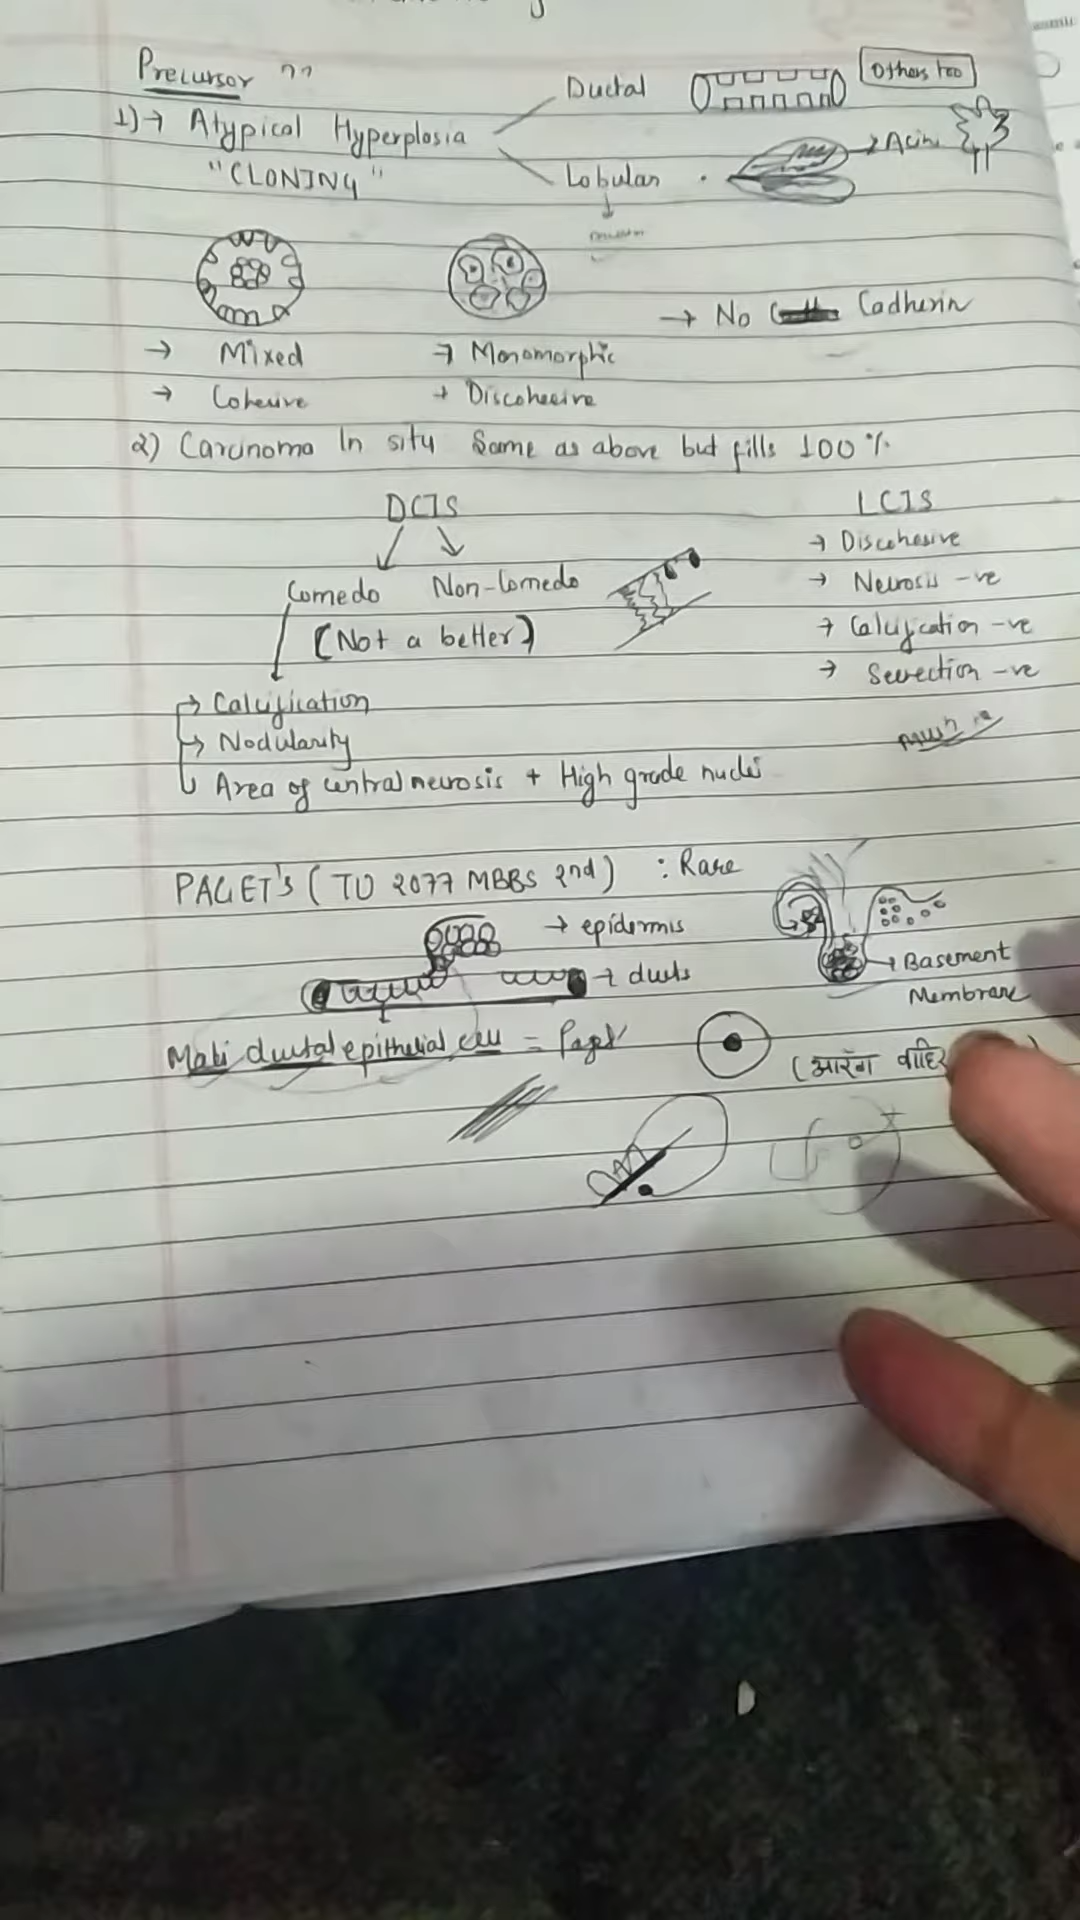 Precursor
Ductal
Others too
1)→ Atypical Hyperplasia
"CLONING"
Lobular
→ Acini
→ No Cadherin
→ Mixed
→ Monomorphic
→ Cohesive
→ Discohesive
2) Carcinoma In situ Same as above but fills 100%
DCIS
LCIS
→ Discohesive
Comedo Non-Comedo
→ Necrosis -ve
(Not a better)
→ Calcification -ve
→ Secrection -ve
→ Calcification
→ Nodularity
Area of central necrosis + High grade nuclei
PAGET's (TU 2077 MBBS 2nd) : Rare
→ epidermis
→ ducts
→ Basement
Membrane
Mali ductal epithelial cell =